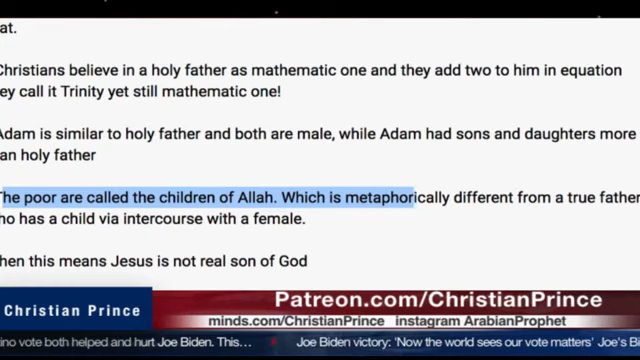 at.
Christians believe in a holy father as mathematic one and they add two to him in equation
ey call it Trinity yet still mathematic one!
Adam is similar to holy father and both are male, while Adam had sons and daughters more
an holy father
The poor are called the children of Allah. Which is metaphorically different from a true father
ho has a child via intercourse with a female.
hen this means Jesus is not real son of God
Christian Prince
Patreon.com/ChristianPrince
minds.com/ChristianPrince instagram ArabianProphet
ino vote both helped and hurt Joe Biden. This... Joe Biden victory: 'Now the world sees our vote matters' Joe's B